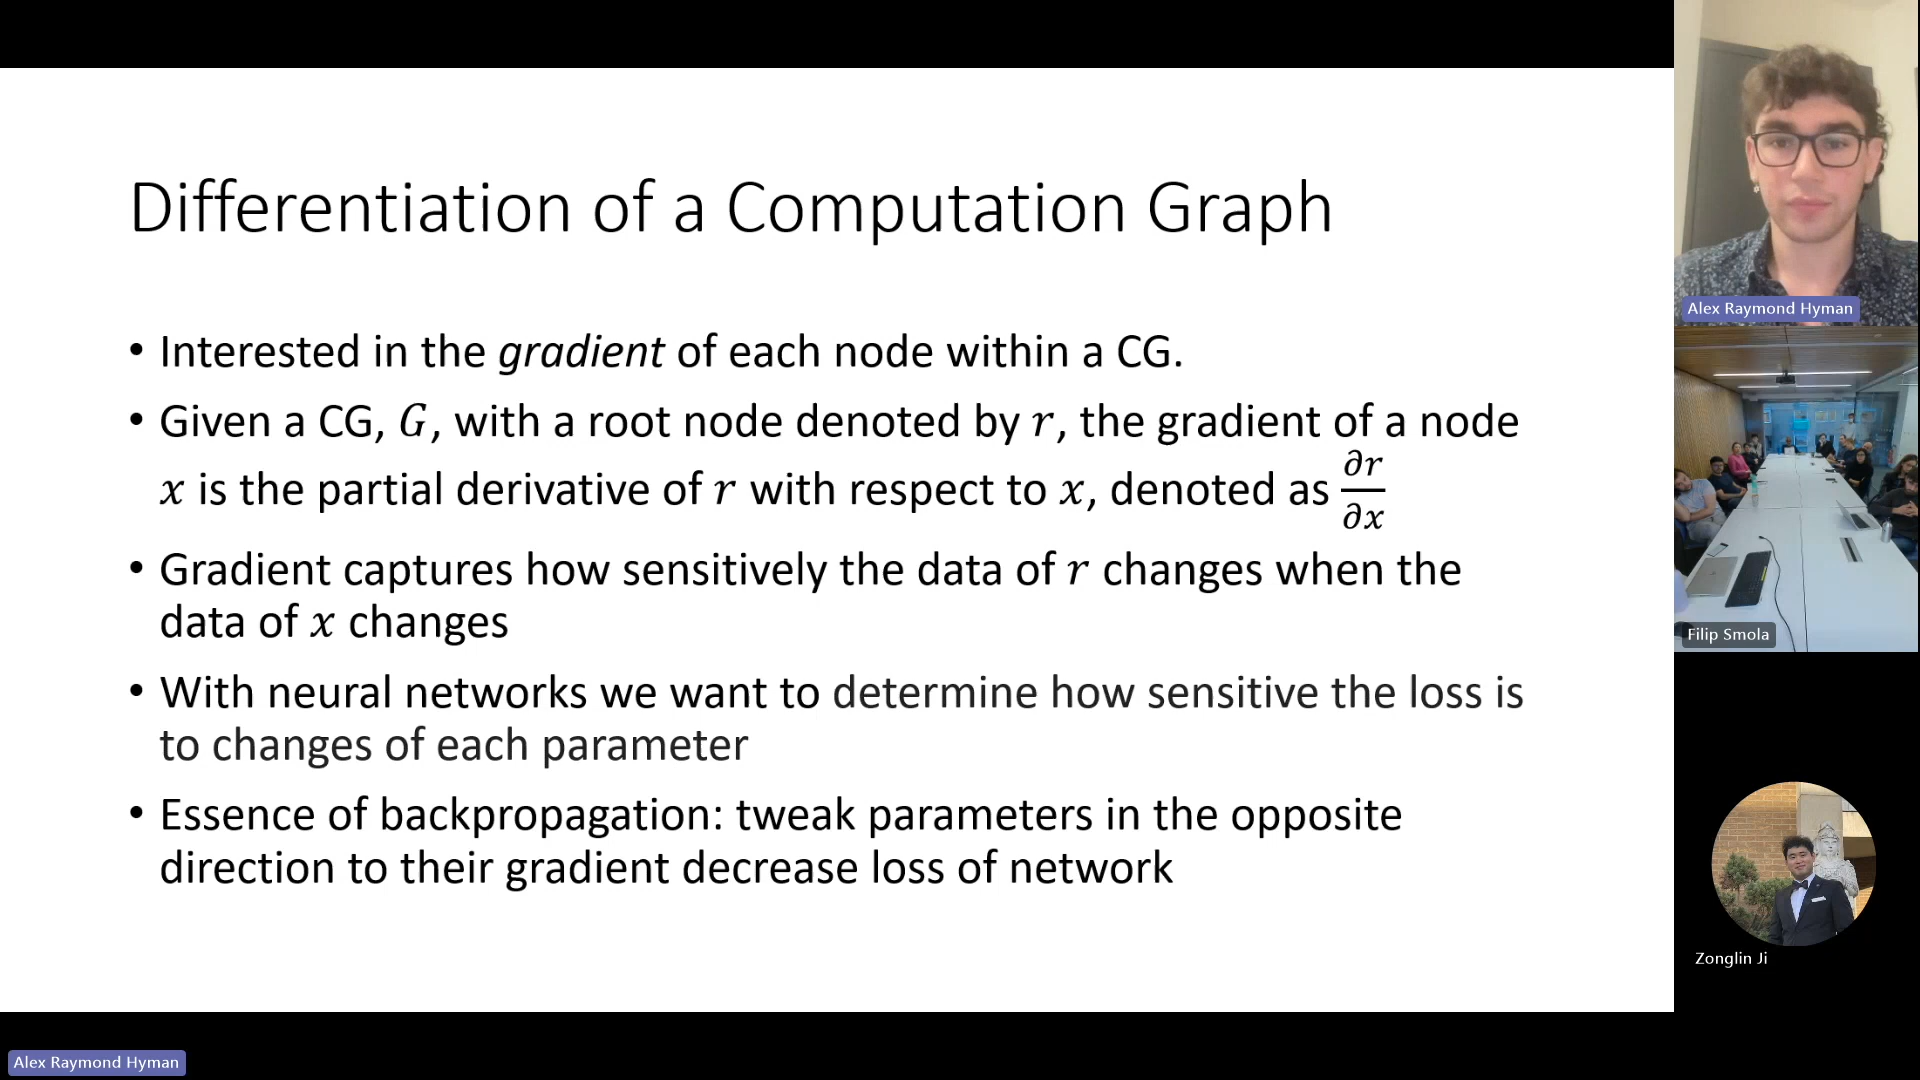 Differentiation of a Computation Graph
• Interested in the gradient of each node within a CG.
• Given a CG, G, with a root node denoted by r, the gradient of a node
x is the partial derivative of r with respect to x, denoted as ∂r/∂x
• Gradient captures how sensitively the data of r changes when the
data of x changes
• With neural networks we want to determine how sensitive the loss is
to changes of each parameter
• Essence of backpropagation: tweak parameters in the opposite
direction to their gradient decrease loss of network
Alex Raymond Hyman
Filip Smola
Zonglin Ji
Alex Raymond Hyman